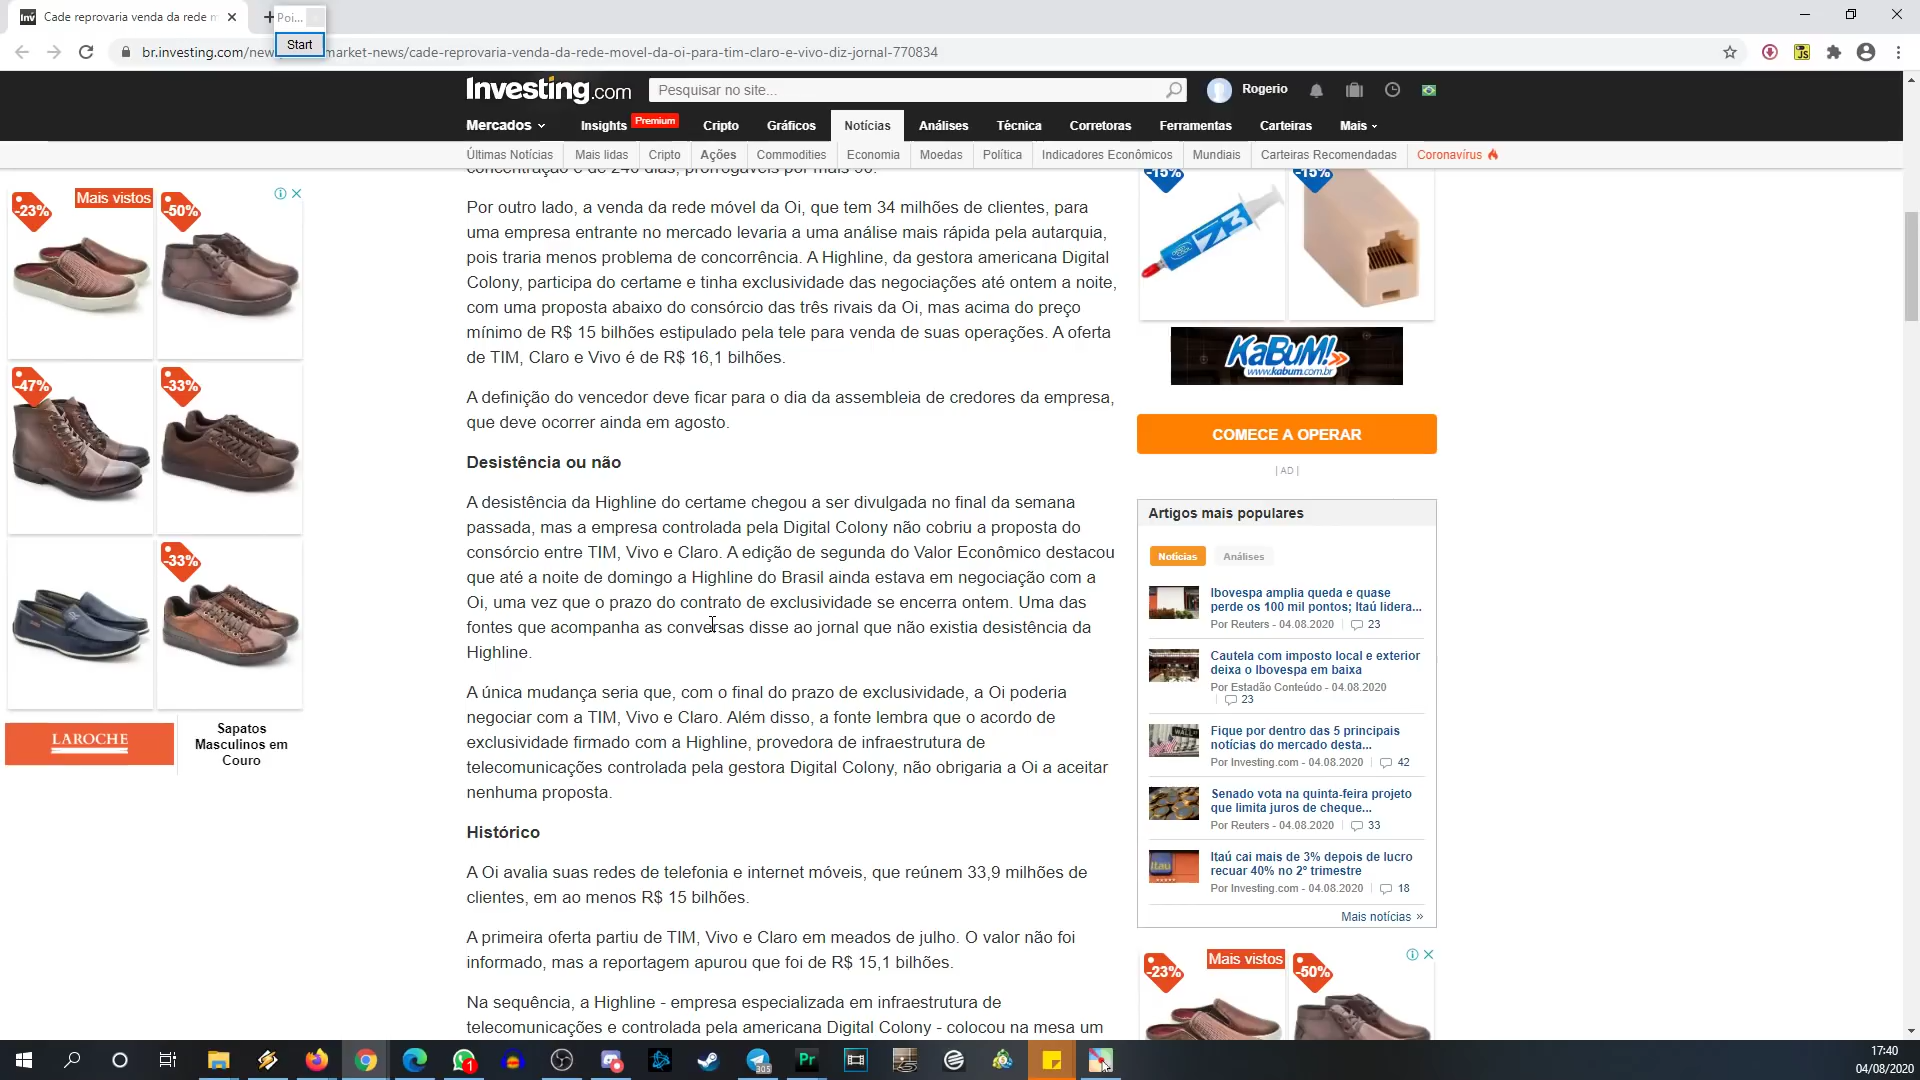 Cade reprovaria venda da rede m
Poi...
Start
br.investing.com/new
market-news/cade-reprovaria-venda-da-rede-movel-da-oi-para-tim-claro-e-vivo-diz-jornal-770834
Investing.com
Pesquisar no site...
Rogerio
Mercados
Insights
Premium
Cripto
Gráficos
Notícias
Análises
Técnica
Corretoras
Ferramentas
Carteiras
Mais
Últimas Notícias
Mais lidas
Cripto
Ações
Commodities
Economia
Moedas
Política
Indicadores Econômicos
Mundiais
Carteiras Recomendadas
Coronavírus
concentração é de 240 dias, prorrogáveis por mais 90.
Por outro lado, a venda da rede móvel da Oi, que tem 34 milhões de clientes, para
uma empresa entrante no mercado levaria a uma análise mais rápida pela autarquia,
pois traria menos problema de concorrência. A Highline, da gestora americana Digital
Colony, participa do certame e tinha exclusividade das negociações até ontem a noite,
com uma proposta abaixo do consórcio das três rivais da Oi, mas acima do preço
mínimo de R$ 15 bilhões estipulado pela tele para venda de suas operações. A oferta
de TIM, Claro e Vivo é de R$ 16,1 bilhões.
A definição do vencedor deve ficar para o dia da assembleia de credores da empresa,
que deve ocorrer ainda em agosto.
Desistência ou não
A desistência da Highline do certame chegou a ser divulgada no final da semana
passada, mas a empresa controlada pela Digital Colony não cobriu a proposta do
consórcio entre TIM, Vivo e Claro. A edição de segunda do Valor Econômico destacou
que até a noite de domingo a Highline do Brasil ainda estava em negociação com a
Oi, uma vez que o prazo do contrato de exclusividade se encerra ontem. Uma das
fontes que acompanha as conversas disse ao jornal que não existia desistência da
Highline.
A única mudança seria que, com o final do prazo de exclusividade, a Oi poderia
negociar com a TIM, Vivo e Claro. Além disso, a fonte lembra que o acordo de
exclusividade firmado com a Highline, provedora de infraestrutura de
telecomunicações controlada pela gestora Digital Colony, não obrigaria a Oi a aceitar
nenhuma proposta.
Histórico
A Oi avalia suas redes de telefonia e internet móveis, que reúnem 33,9 milhões de
clientes, em ao menos R$ 15 bilhões.
A primeira oferta partiu de TIM, Vivo e Claro em meados de julho. O valor não foi
informado, mas a reportagem apurou que foi de R$ 15,1 bilhões.
Na sequência, a Highline - empresa especializada em infraestrutura de
telecomunicações e controlada pela americana Digital Colony - colocou na mesa um
Mais vistos
-23%
-50%
-47%
-33%
-33%
LAROCHE
Sapatos
Masculinos em
Couro
-15%
-15%
Z3
KaBuM!
www.kabum.com.br
COMECE A OPERAR
| AD |
Artigos mais populares
Notícias
Análises
Ibovespa amplia queda e quase
perde os 100 mil pontos; Itaú lidera...
Por Reuters - 04.08.2020 | 23
Cautela com imposto local e exterior
deixa o Ibovespa em baixa
Por Estadão Conteúdo - 04.08.2020
| 23
Fique por dentro das 5 principais
notícias do mercado desta...
Por Investing.com - 04.08.2020 | 42
Senado vota na quinta-feira projeto
que limita juros de cheque...
Por Reuters - 04.08.2020 | 33
Itaú cai mais de 3% depois de lucro
recuar 40% no 2º trimestre
Por Investing.com - 04.08.2020 | 18
Mais notícias »
-23%
Mais vistos
-50%
1
305
Pr
17:40
04/08/2020